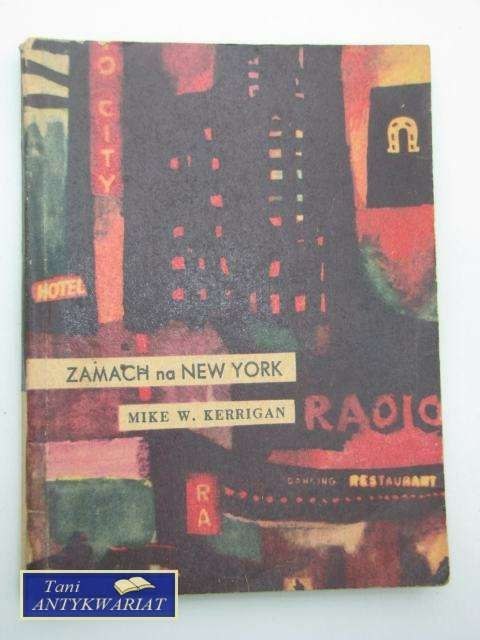 O CITY
HOTEL
ZAMACH na NEW YORK
MIKE W. KERRIGAN
RADIO
DANCING RESTAURANT
RA
Tani
ANTYKWARIAT